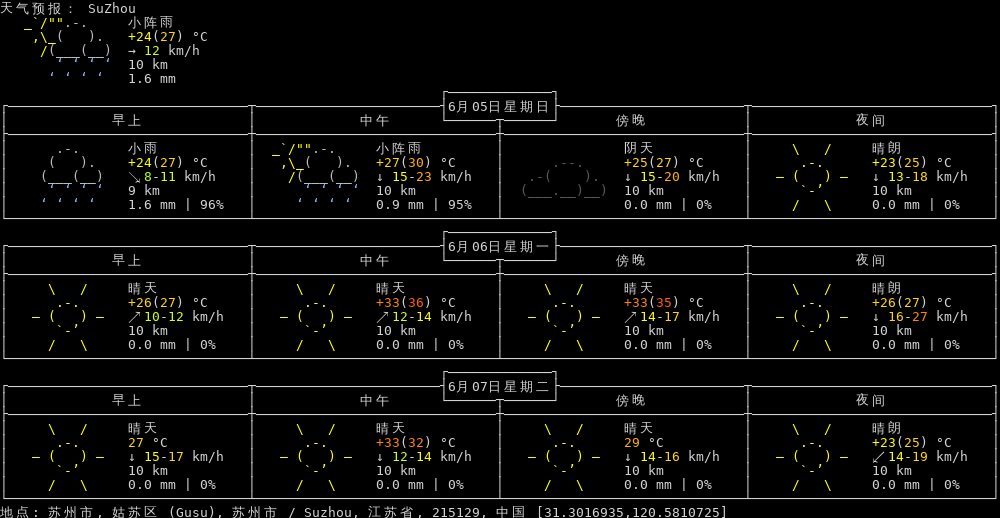 天气预报： SuZhou
小阵雨
+24(27) °C
→ 12 km/h
10 km
1.6 mm
6月05日星期日
早上 中午 傍晚 夜间
小雨 小阵雨 阴天 晴朗
+24(27) °C +27(30) °C +25(27) °C +23(25) °C
↘ 8-11 km/h ↓ 15-23 km/h ↓ 15-20 km/h ↓ 13-18 km/h
9 km 10 km 10 km 10 km
1.6 mm | 96% 0.9 mm | 95% 0.0 mm | 0% 0.0 mm | 0%
6月06日星期一
早上 中午 傍晚 夜间
晴天 晴天 晴天 晴朗
+26(27) °C +33(36) °C +33(35) °C +26(27) °C
↗ 10-12 km/h ↗ 12-14 km/h ↗ 14-17 km/h ↓ 16-27 km/h
10 km 10 km 10 km 10 km
0.0 mm | 0% 0.0 mm | 0% 0.0 mm | 0% 0.0 mm | 0%
6月07日星期二
早上 中午 傍晚 夜间
晴天 晴天 晴天 晴朗
27 °C +33(32) °C 29 °C +23(25) °C
↓ 15-17 km/h ↓ 12-14 km/h ↓ 14-16 km/h ↙ 14-19 km/h
10 km 10 km 10 km 10 km
0.0 mm | 0% 0.0 mm | 0% 0.0 mm | 0% 0.0 mm | 0%
地点: 苏州市, 姑苏区 (Gusu), 苏州市 / Suzhou, 江苏省, 215129, 中国 [31.3016935,120.5810725]